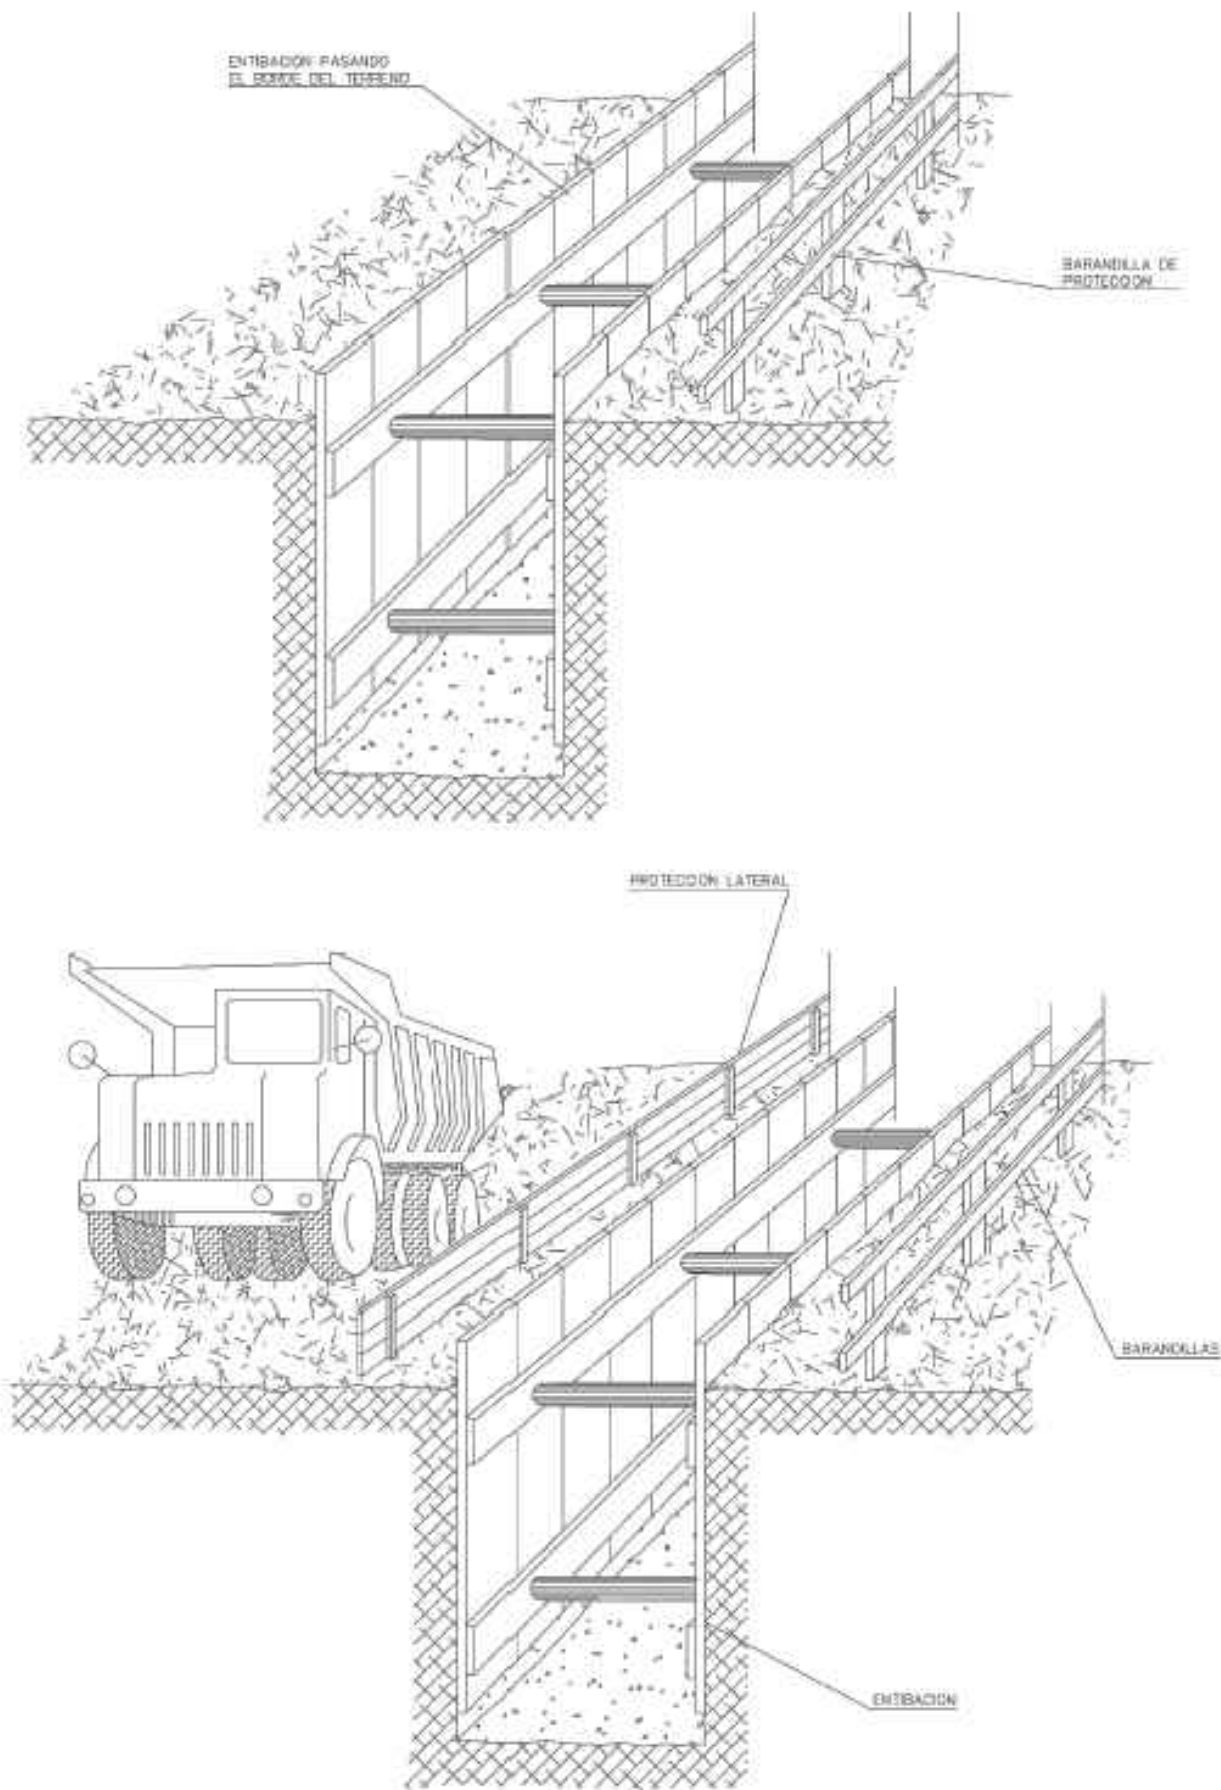 ENTIBACION PASANDO
EL BORDE DEL TERRENO
BARANDILLA DE
PROTECCION
PROTECCION LATERAL
BARANDILLAS
ENTIBACION